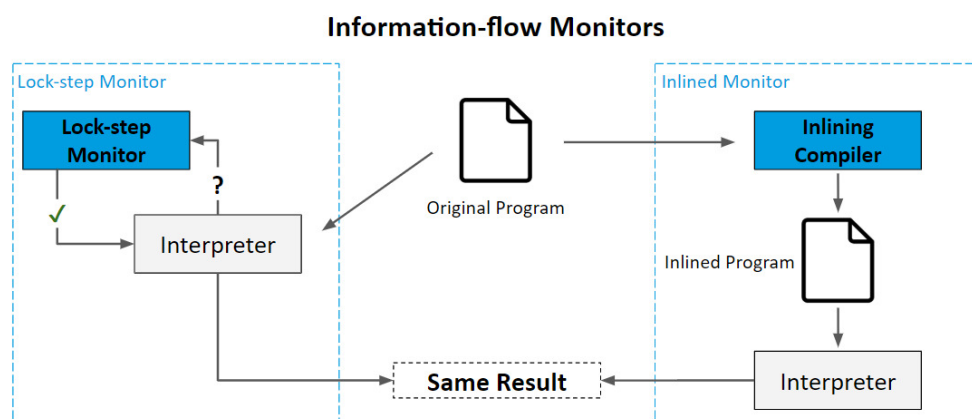 Information-flow Monitors
Lock-step Monitor
Inlined Monitor
Lock-step
Monitor
Inlining
Compiler
?
✓
Original Program
Interpreter
Inlined Program
Same Result
Interpreter